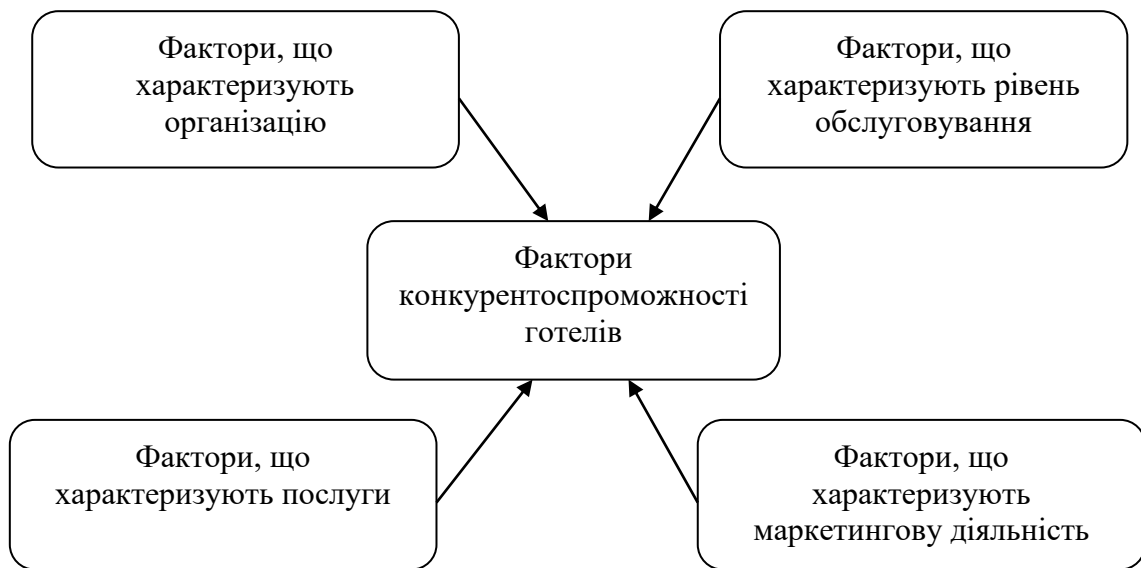 Фактори, що
характеризують
організацію
Фактори, що
характеризують рівень
обслуговування
Фактори
конкурентоспроможності
готелів
Фактори, що
характеризують послуги
Фактори, що
характеризують
маркетингову діяльність